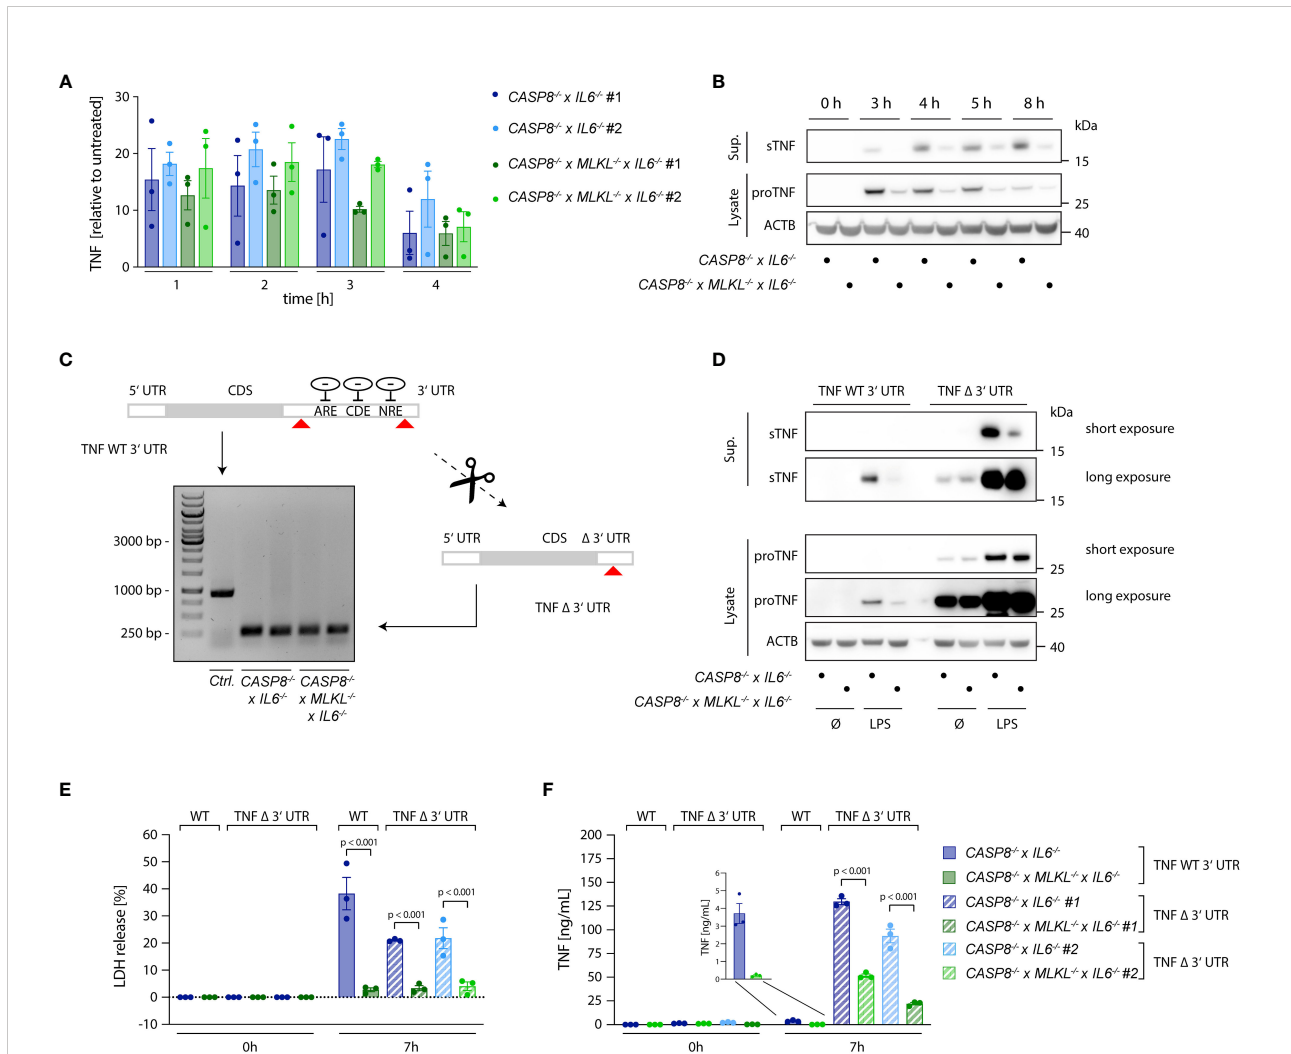 A
TNF [relative to untreated]
30
20
10
0
1 2 3 4
time [h]
CASP8-/- x IL6-/- #1
CASP8-/- x IL6-/- #2
CASP8-/- x MLKL-/- x IL6-/- #1
CASP8-/- x MLKL-/- x IL6-/- #2
B
0 h 3 h 4 h 5 h 8 h
kDa
Sup.
sTNF
15
Lysate
proTNF
25
ACTB
40
CASP8-/- x IL6-/-
CASP8-/- x MLKL-/- x IL6-/-
C
5' UTR CDS 3' UTR
- - -
ARE CDE NRE
TNF WT 3' UTR
3000 bp -
1000 bp -
250 bp -
5' UTR CDS Δ 3' UTR
TNF Δ 3' UTR
Ctrl. CASP8-/- CASP8-/-
x IL6-/- x MLKL-/-
x IL6-/-
D
TNF WT 3' UTR TNF Δ 3' UTR
kDa
Sup.
sTNF
short exposure
15
sTNF
long exposure
15
Lysate
proTNF
short exposure
25
proTNF
long exposure
25
ACTB
40
CASP8-/- x IL6-/-
CASP8-/- x MLKL-/- x IL6-/-
Ø LPS Ø LPS
E
WT TNF Δ 3' UTR WT TNF Δ 3' UTR
LDH release [%]
60
50
40
30
20
10
0
-10
p < 0.001
p < 0.001
p < 0.001
0h 7h
F
WT TNF Δ 3' UTR WT TNF Δ 3' UTR
TNF [ng/mL]
200
175
150
125
100
75
50
25
0
TNF [ng/mL]
6
5
4
3
2
1
0
p < 0.001
p < 0.001
0h 7h
CASP8-/- x IL6-/-
CASP8-/- x MLKL-/- x IL6-/-
TNF WT 3' UTR
CASP8-/- x IL6-/- #1
CASP8-/- x MLKL-/- x IL6-/- #1
TNF Δ 3' UTR
CASP8-/- x IL6-/- #2
CASP8-/- x MLKL-/- x IL6-/- #2
TNF Δ 3' UTR